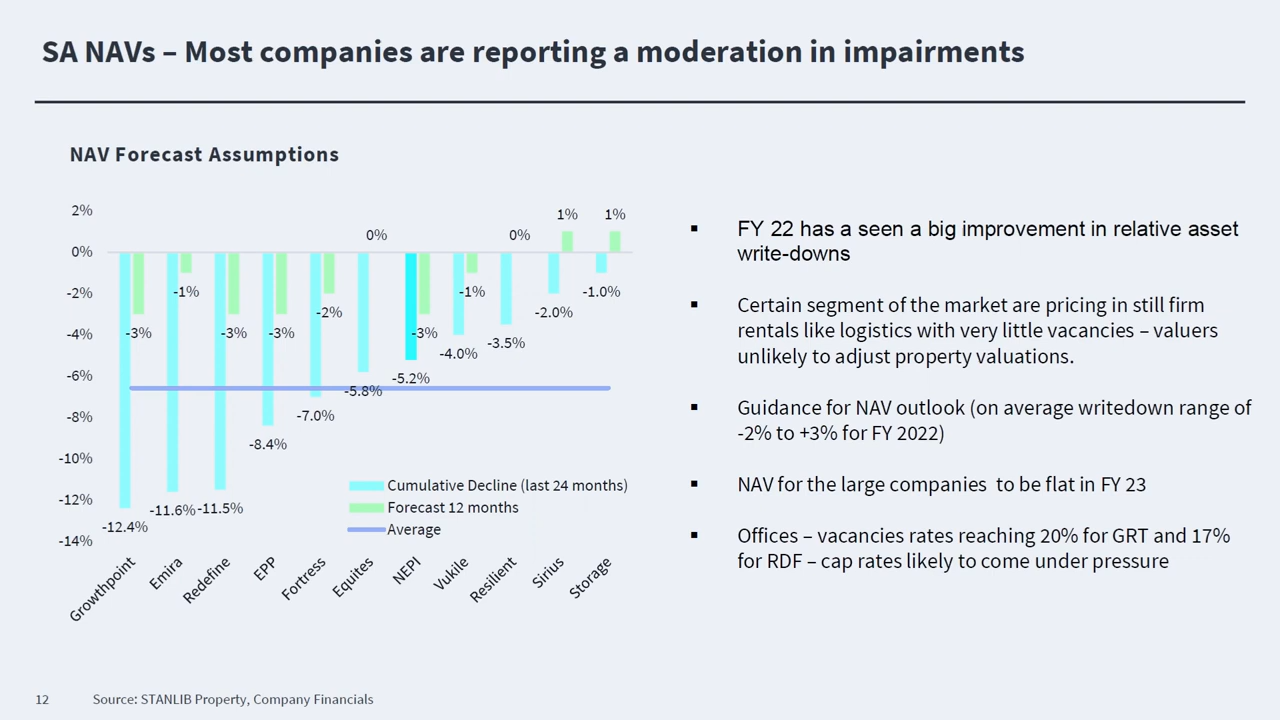 SA NAVs – Most companies are reporting a moderation in impairments
NAV Forecast Assumptions
2%
0%
-2%
-4%
-6%
-8%
-10%
-12%
-14%
-12.4%
-11.6%
-11.5%
-8.4%
-7.0%
-5.8%
-5.2%
-4.0%
-3.5%
-2.0%
-1.0%
-3%
-1%
-3%
-3%
-2%
0%
-3%
-1%
0%
1%
1%
Cumulative Decline (last 24 months)
Forecast 12 months
Average
Growthpoint
Emira
Redefine
EPP
Fortress
Equites
NEPI
Vukile
Resilient
Sirius
Storage
▪ FY 22 has a seen a big improvement in relative asset
write-downs
▪ Certain segment of the market are pricing in still firm
rentals like logistics with very little vacancies – valuers
unlikely to adjust property valuations.
▪ Guidance for NAV outlook (on average writedown range of
-2% to +3% for FY 2022)
▪ NAV for the large companies to be flat in FY 23
▪ Offices – vacancies rates reaching 20% for GRT and 17%
for RDF – cap rates likely to come under pressure
12
Source: STANLIB Property, Company Financials